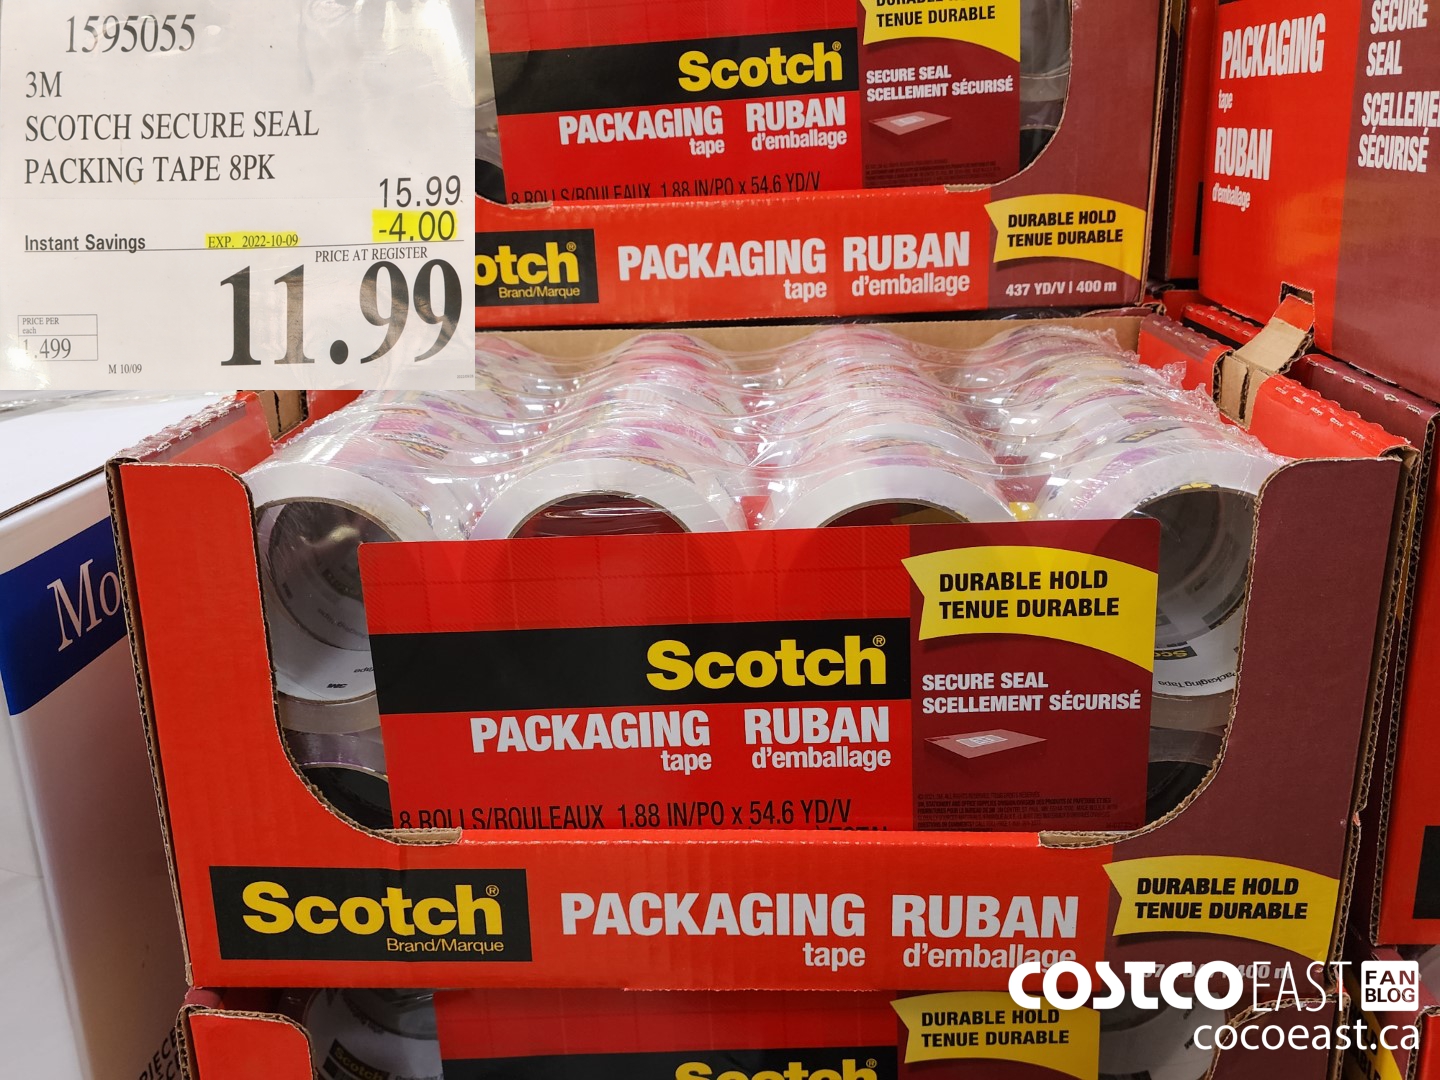 1595055
3M
SCOTCH SECURE SEAL
PACKING TAPE 8PK
15.99
-4.00
Instant Savings
EXP. 2022-10-09
PRICE AT REGISTER
11.99
PRICE PER
each
1.499
M 10/09
TENUE DURABLE
Scotch®
SECURE SEAL
SCELLEMENT SÉCURISÉ
PACKAGING RUBAN
tape d'emballage
8 ROLLS/ROULEAUX 1.88 IN/PO x 54.6 YD/V
otch®
Brand/Marque
PACKAGING RUBAN
tape d'emballage
DURABLE HOLD
TENUE DURABLE
437 YD/V | 400 m
PACKAGING
tape
RUBAN
d'emballage
SECURE
SEAL
SCELLEME
SÉCURISÉ
Mo
DURABLE HOLD
TENUE DURABLE
Scotch®
SECURE SEAL
SCELLEMENT SÉCURISÉ
PACKAGING RUBAN
tape d'emballage
8 ROLLS/ROULEAUX 1.88 IN/PO x 54.6 YD/V
Scotch®
Brand/Marque
PACKAGING RUBAN
tape d'emballage
DURABLE HOLD
TENUE DURABLE
COSTCO EAST FAN BLOG
cocoeast.ca
DURABLE HOLD
TENUE DURABLE
Scotch
Scotch®